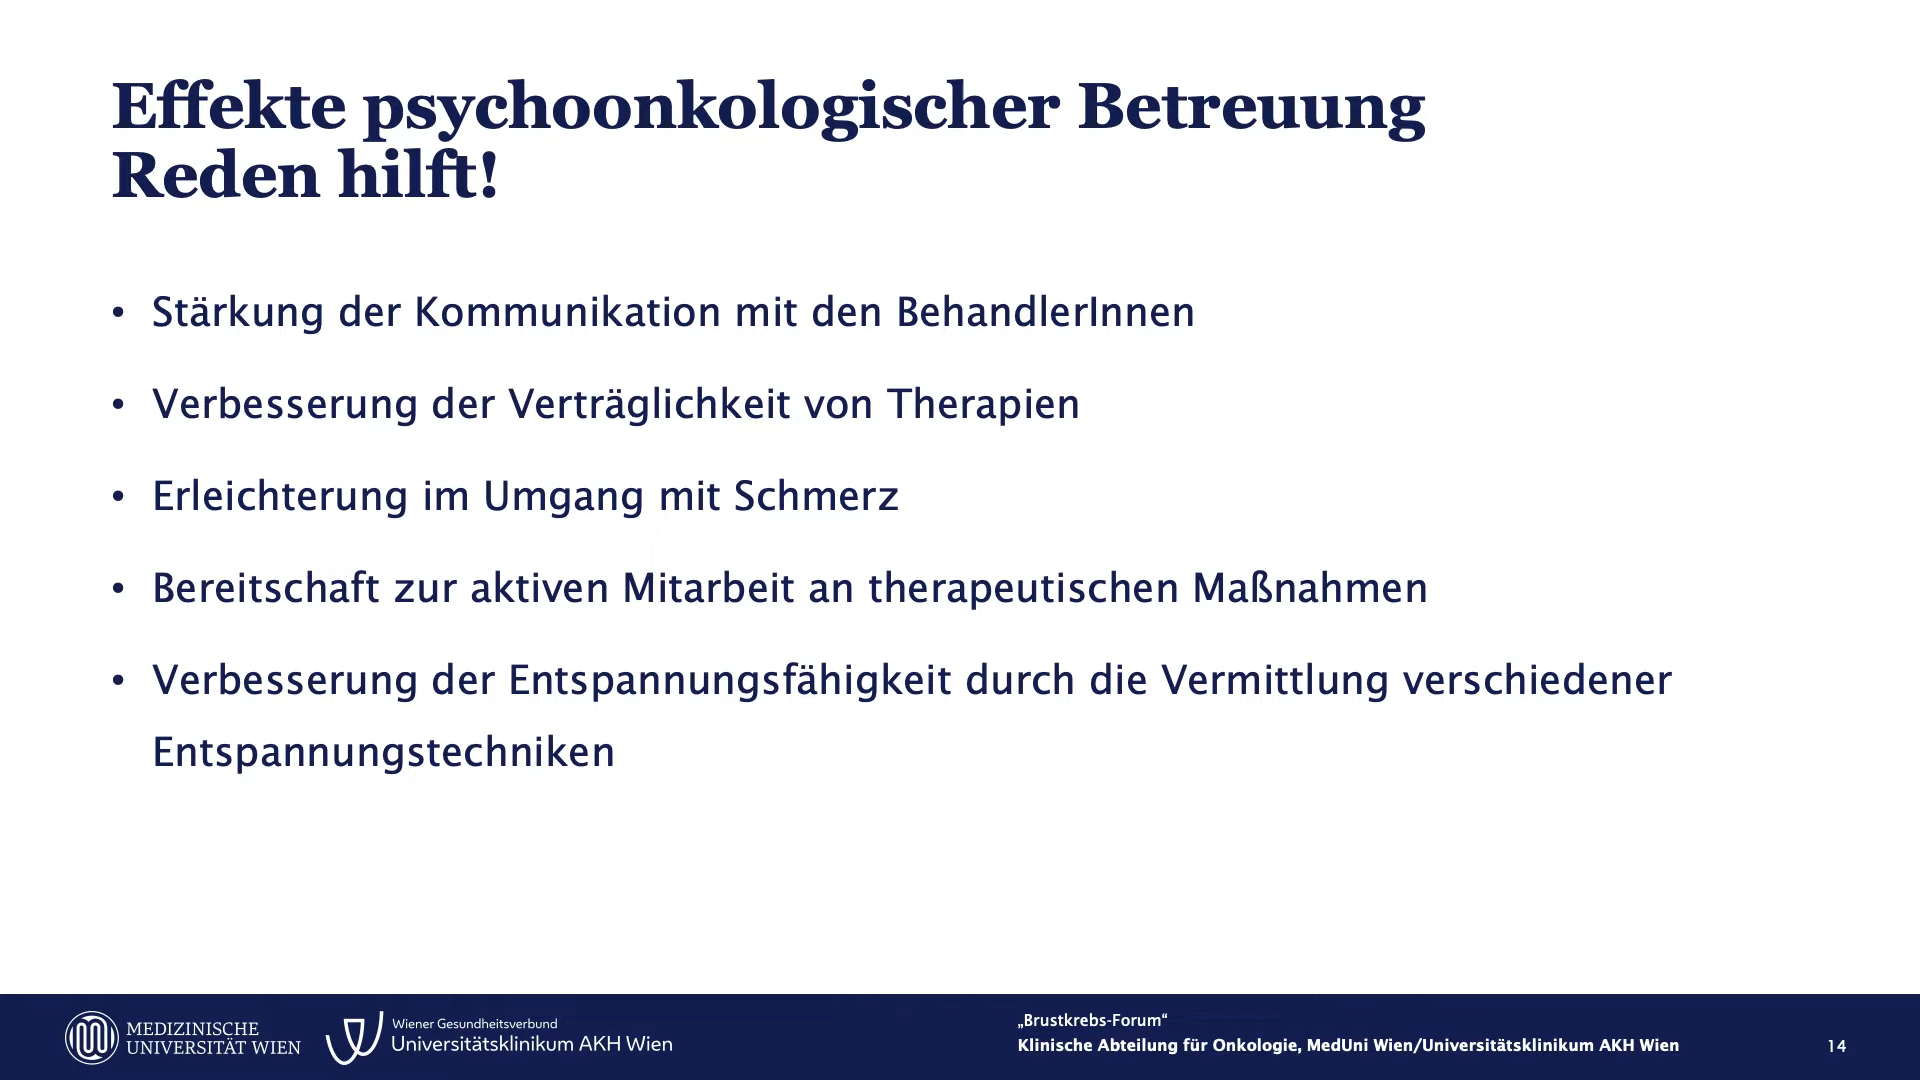 Effekte psychoonkologischer Betreuung
Reden hilft!
• Stärkung der Kommunikation mit den BehandlerInnen
• Verbesserung der Verträglichkeit von Therapien
• Erleichterung im Umgang mit Schmerz
• Bereitschaft zur aktiven Mitarbeit an therapeutischen Maßnahmen
• Verbesserung der Entspannungsfähigkeit durch die Vermittlung verschiedener
Entspannungstechniken
MEDIZINISCHE
UNIVERSITÄT WIEN
Wiener Gesundheitsverbund
Universitätsklinikum AKH Wien
„Brustkrebs-Forum“
Klinische Abteilung für Onkologie, MedUni Wien/Universitätsklinikum AKH Wien
14